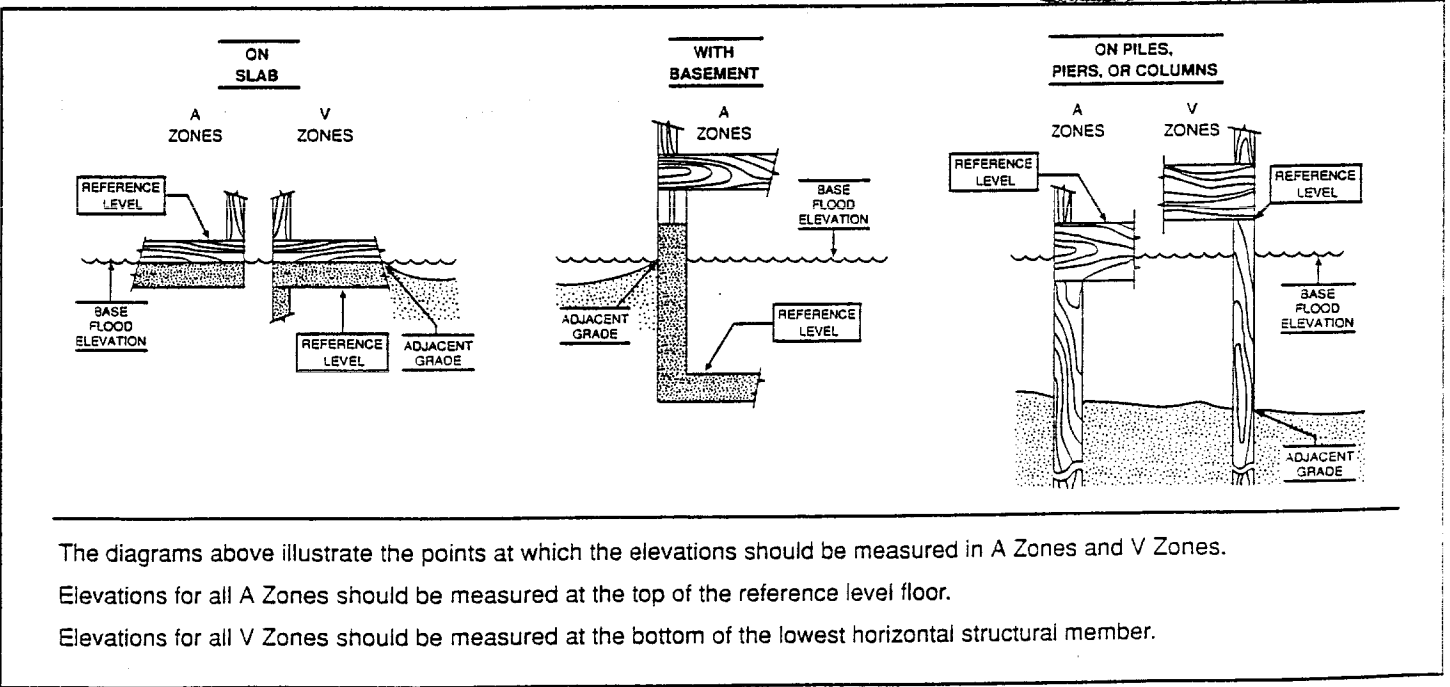 ON
SLAB
A
ZONES
V
ZONES
REFERENCE
LEVEL
BASE
FLOOD
ELEVATION
REFERENCE
LEVEL
ADJACENT
GRADE
WITH
BASEMENT
A
ZONES
BASE
FLOOD
ELEVATION
ADJACENT
GRADE
REFERENCE
LEVEL
ON PILES,
PIERS, OR COLUMNS
A
ZONES
V
ZONES
REFERENCE
LEVEL
REFERENCE
LEVEL
BASE
FLOOD
ELEVATION
ADJACENT
GRADE
The diagrams above illustrate the points at which the elevations should be measured in A Zones and V Zones.
Elevations for all A Zones should be measured at the top of the reference level floor.
Elevations for all V Zones should be measured at the bottom of the lowest horizontal structural member.